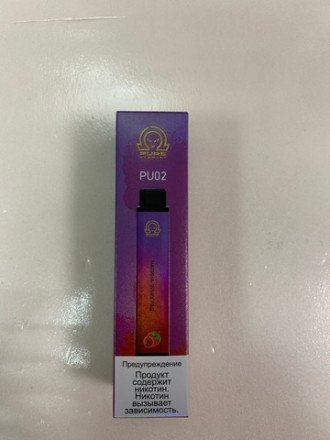 PURE
PU02
Предупреждение
Продукт
содержит
никотин.
Никотин
вызывает
зависимость.